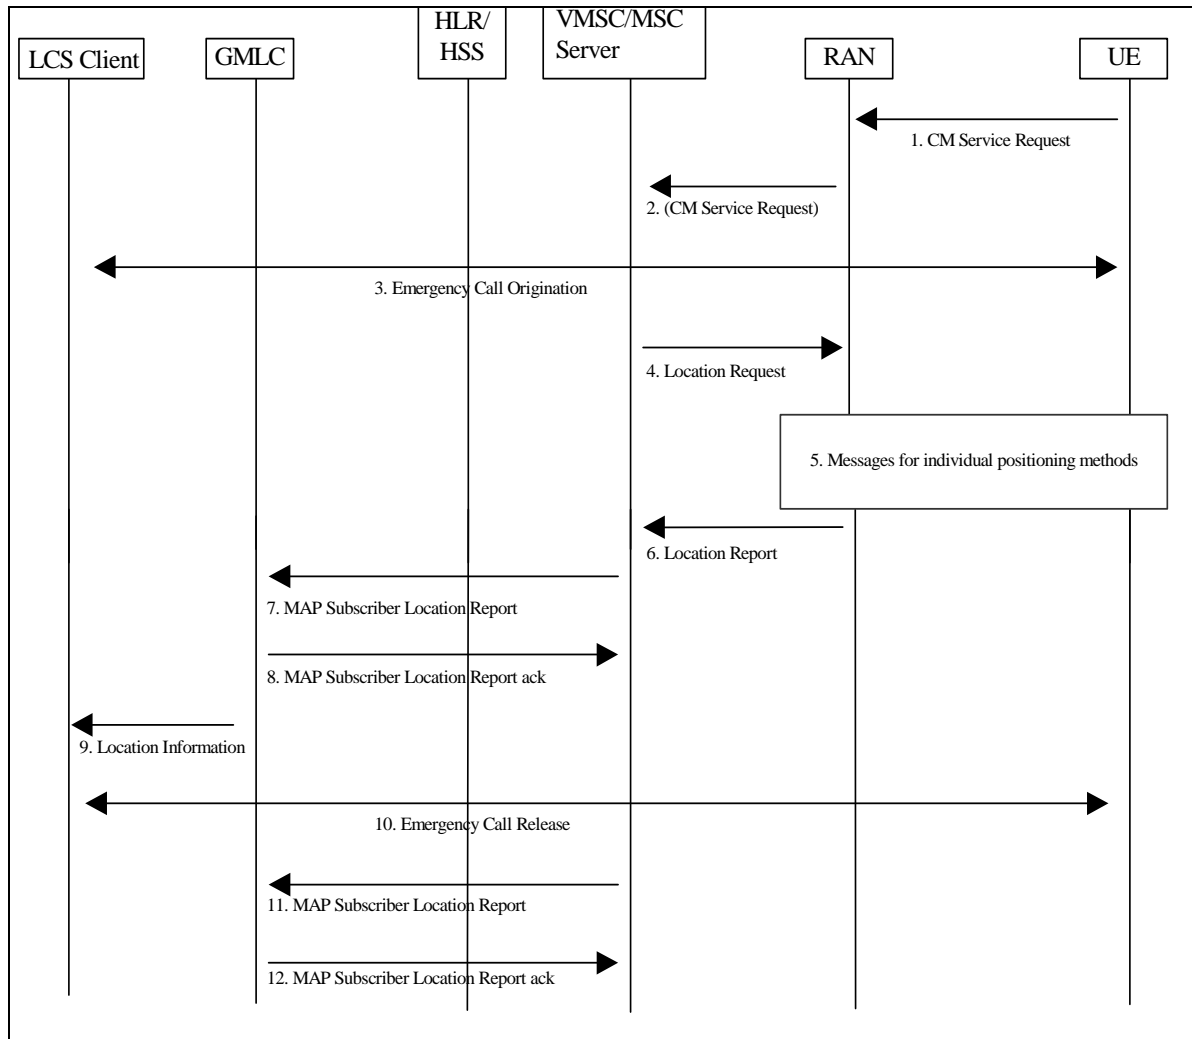 HLR/
HSS
VMSC/MSC
Server
LCS Client
GMLC
RAN
UE
1. CM Service Request
2. (CM Service Request)
3. Emergency Call Origination
4. Location Request
5. Messages for individual positioning methods
6. Location Report
7. MAP Subscriber Location Report
8. MAP Subscriber Location Report ack
9. Location Information
10. Emergency Call Release
11. MAP Subscriber Location Report
12. MAP Subscriber Location Report ack